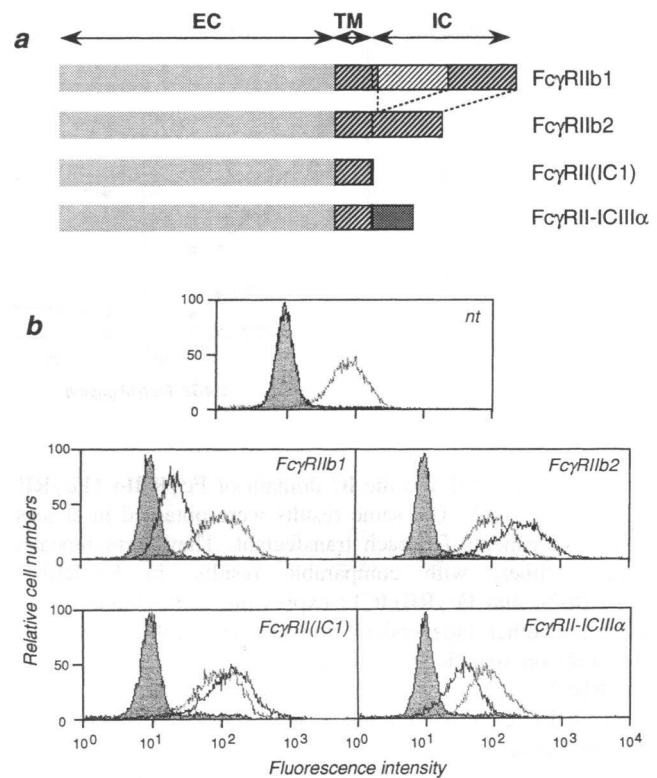 a
EC TM IC
FcγRIIb1
FcγRIIb2
FcγRII(IC1)
FcγRII-ICIIIα
b
nt
100
50
0
FcγRIIb1
FcγRIIb2
100
50
0
FcγRII(IC1)
FcγRII-ICIIIα
100
50
0
Relative cell numbers
10⁰ 10¹ 10² 10³ 10⁰ 10¹ 10² 10³ 10⁴
Fluorescence intensity